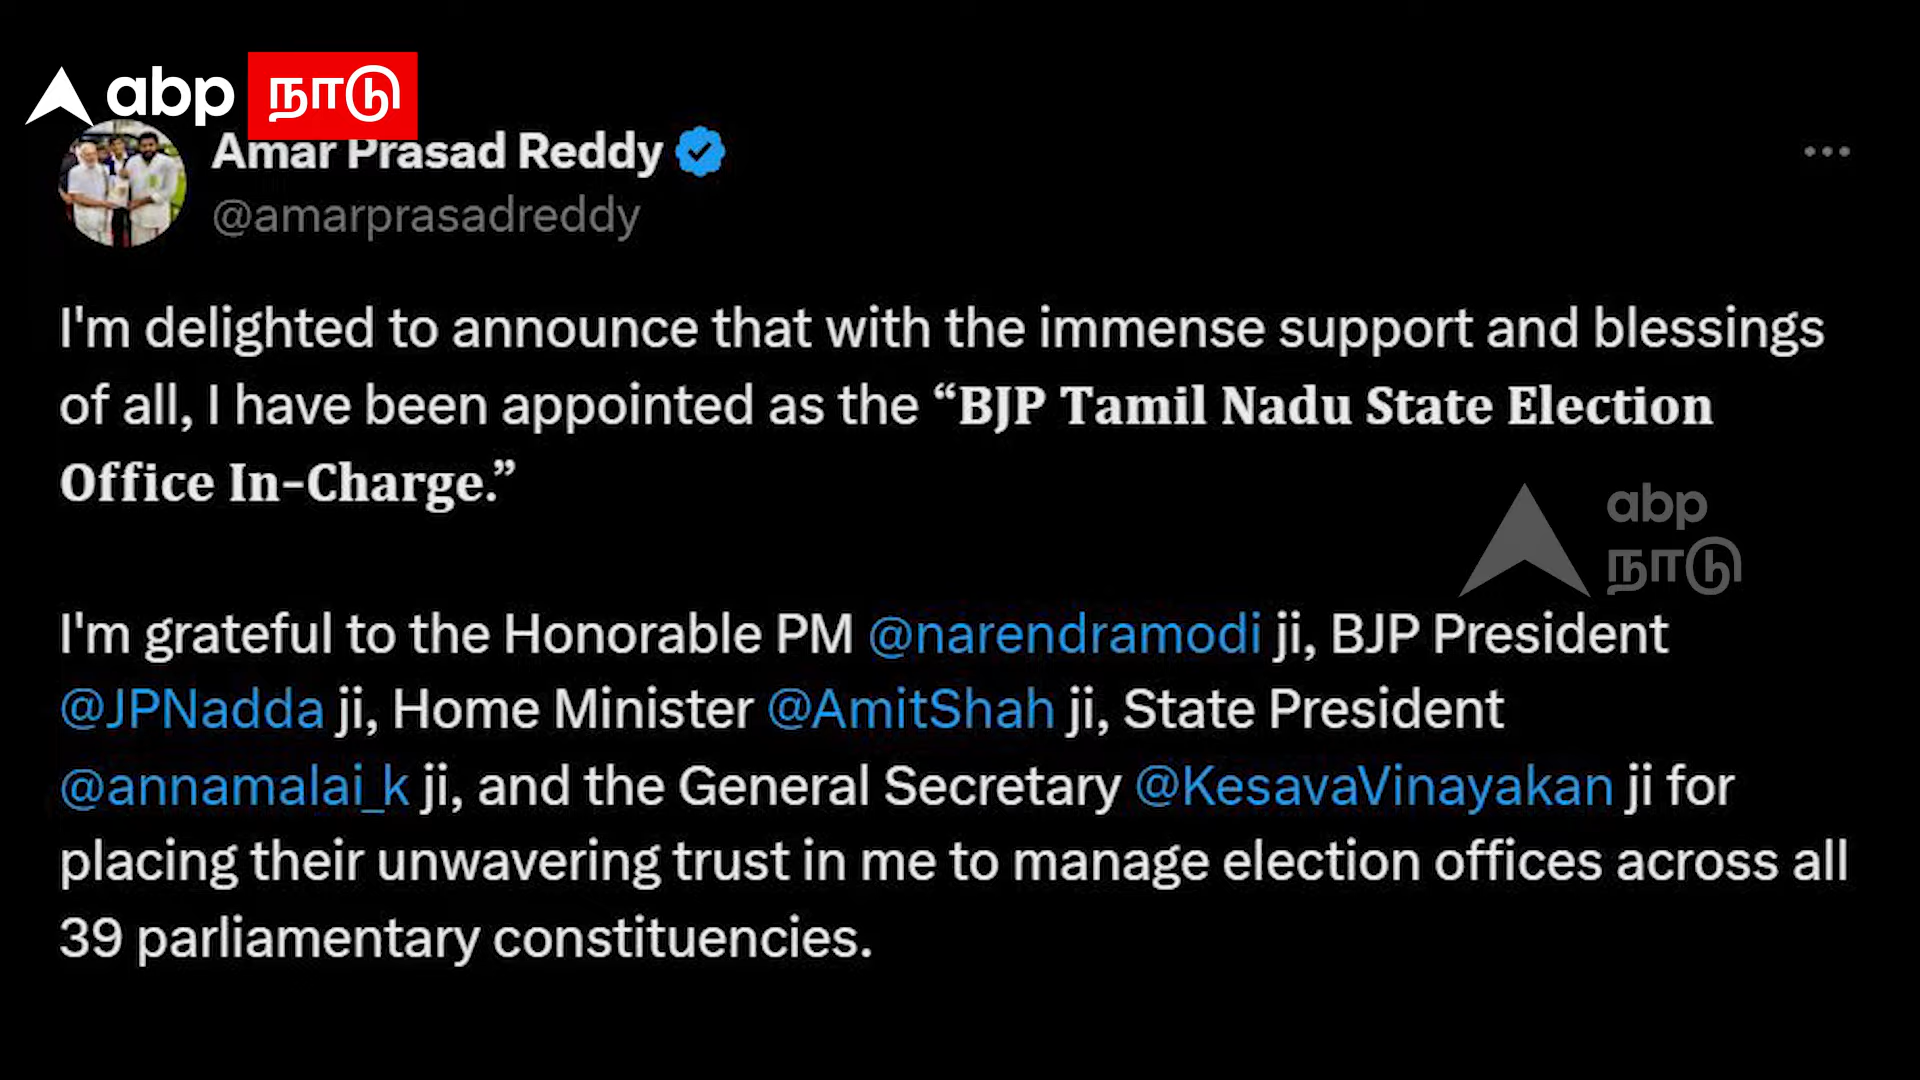 abp நாடு
Amar Prasad Reddy
@amarprasadreddy
I'm delighted to announce that with the immense support and blessings
of all, I have been appointed as the “BJP Tamil Nadu State Election
Office In-Charge.”
abp
நாடு
I'm grateful to the Honorable PM @narendramodi ji, BJP President
@JPNadda ji, Home Minister @AmitShah ji, State President
@annamalai_k ji, and the General Secretary @KesavaVinayakan ji for
placing their unwavering trust in me to manage election offices across all
39 parliamentary constituencies.